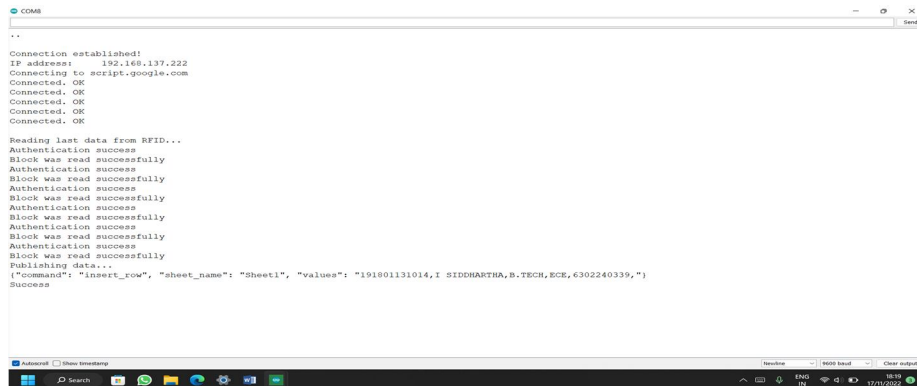 COM8
Send
..
Connection established!
IP address: 192.168.137.222
Connecting to script.google.com
Connected. OK
Connected. OK
Connected. OK
Connected. OK
Connected. OK
Reading last data from RFID...
Authentication success
Block was read successfully
Authentication success
Block was read successfully
Authentication success
Block was read successfully
Authentication success
Block was read successfully
Authentication success
Block was read successfully
Authentication success
Block was read successfully
Publishing data...
{"command": "insert_row", "sheet_name": "Sheet1", "values": "191801131014,I SIDDHARTHA,B.TECH,ECE,6302240339,"}
Success
Autoscroll Show timestamp Newline 9600 baud Clear output
Search ENG 18:19
IN 17/11/2022